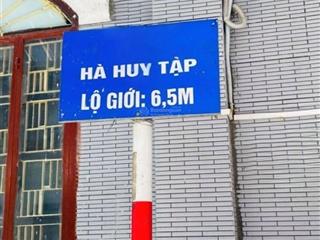 HÀ HUY TẬP
LỘ GIỚI: 6,5M